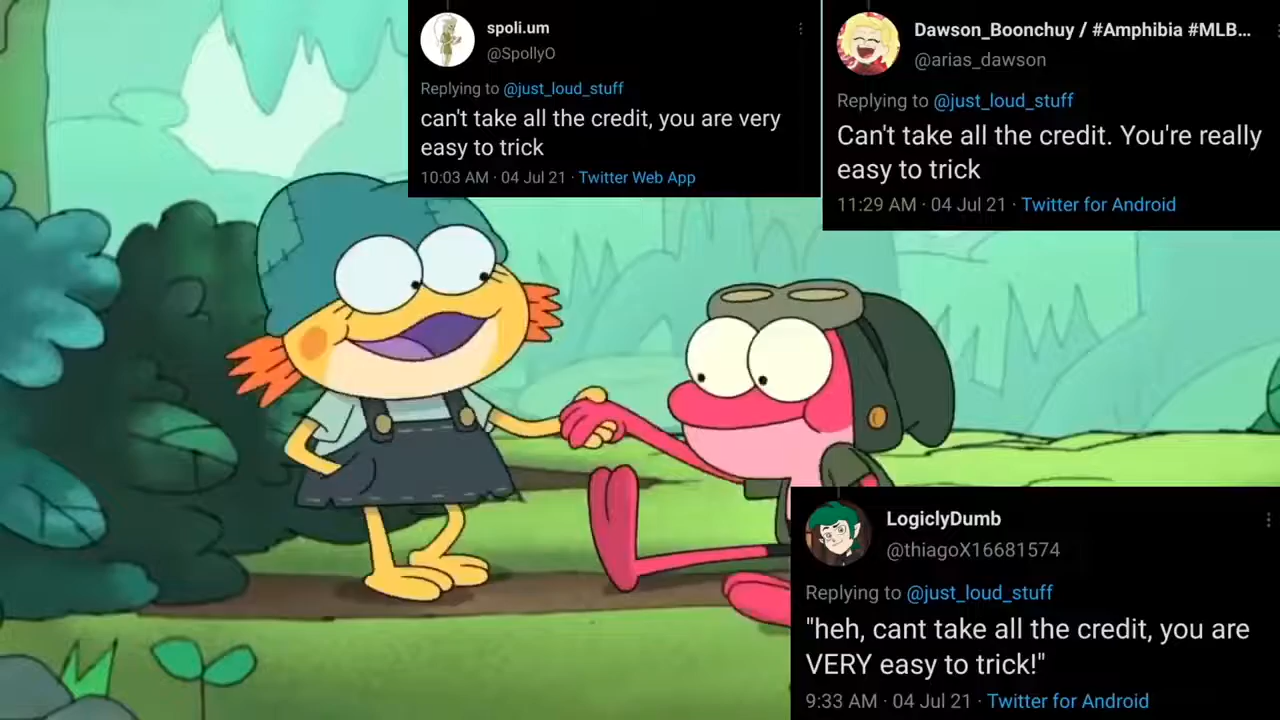 spoli.um
@SpollyO
Replying to @just_loud_stuff
can't take all the credit, you are very
easy to trick
10:03 AM · 04 Jul 21 · Twitter Web App
Dawson_Boonchuy / #Amphibia #MLB...
@arias_dawson
Replying to @just_loud_stuff
Can't take all the credit. You're really
easy to trick
11:29 AM · 04 Jul 21 · Twitter for Android
LogiclyDumb
@thiagoX16681574
Replying to @just_loud_stuff
"heh, cant take all the credit, you are
VERY easy to trick!"
9:33 AM · 04 Jul 21 · Twitter for Android